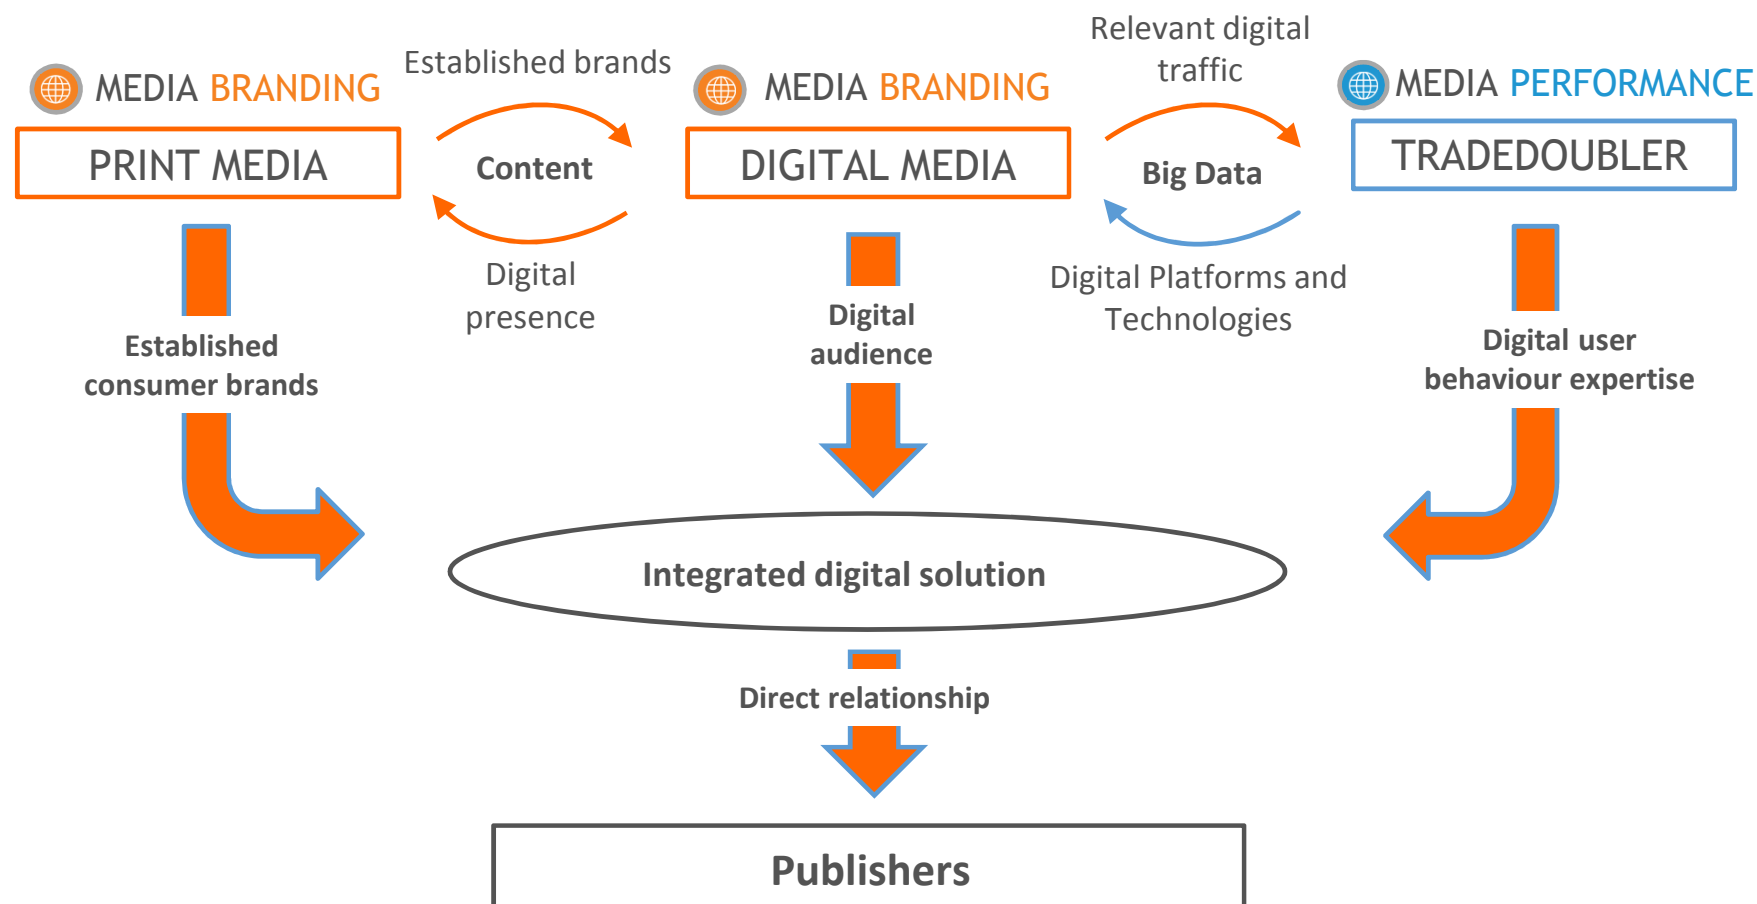 Relevant digital
traffic
Established brands
MEDIA BRANDING
MEDIA BRANDING
MEDIA PERFORMANCE
PRINT MEDIA
Content
DIGITAL MEDIA
Big Data
TRADEDOUBLER
Digital
presence
Digital Platforms and
Technologies
Established
consumer brands
Digital
audience
Digital user
behaviour expertise
Integrated digital solution
Direct relationship
Publishers